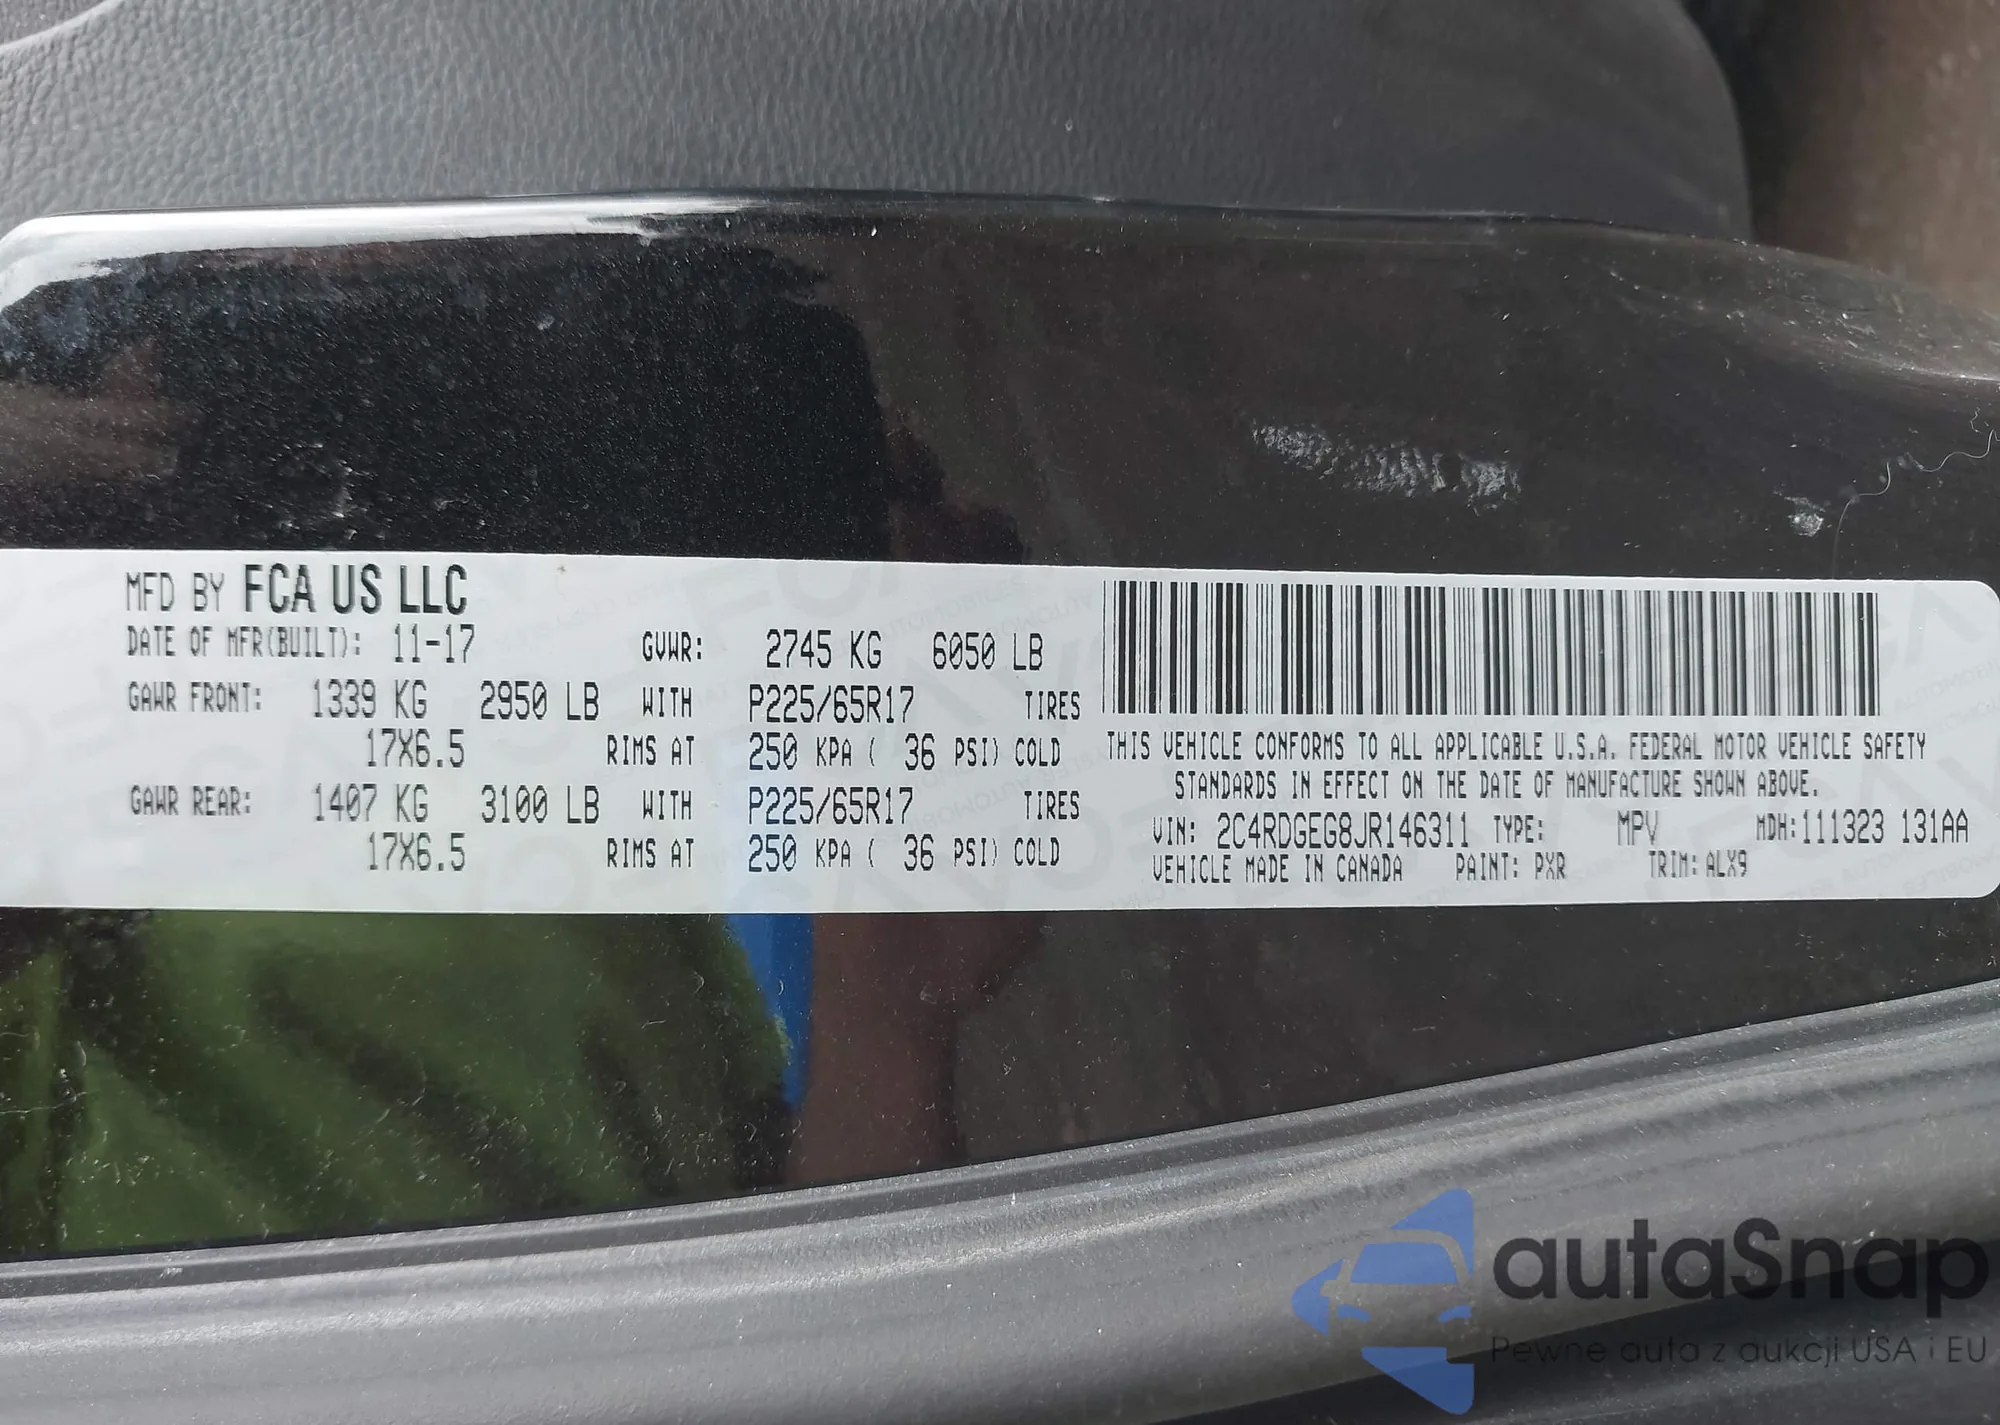 MFD BY FCA US LLC
DATE OF MFR(BUILT): 11-17 GVWR: 2745 KG 6050 LB
GAWR FRONT: 1339 KG 2950 LB WITH P225/65R17 TIRES
17X6.5 RIMS AT 250 KPA ( 36 PSI) COLD
GAWR REAR: 1407 KG 3100 LB WITH P225/65R17 TIRES
17X6.5 RIMS AT 250 KPA ( 36 PSI) COLD
THIS VEHICLE CONFORMS TO ALL APPLICABLE U.S.A. FEDERAL MOTOR VEHICLE SAFETY
STANDARDS IN EFFECT ON THE DATE OF MANUFACTURE SHOWN ABOVE.
VIN: 2C4RDGEG8JR146311 TYPE: MPV MDH:111323 131AA
VEHICLE MADE IN CANADA PAINT: PXR TRIM: ALX9
autaSnap
Pewne auta z aukcji USA i EU